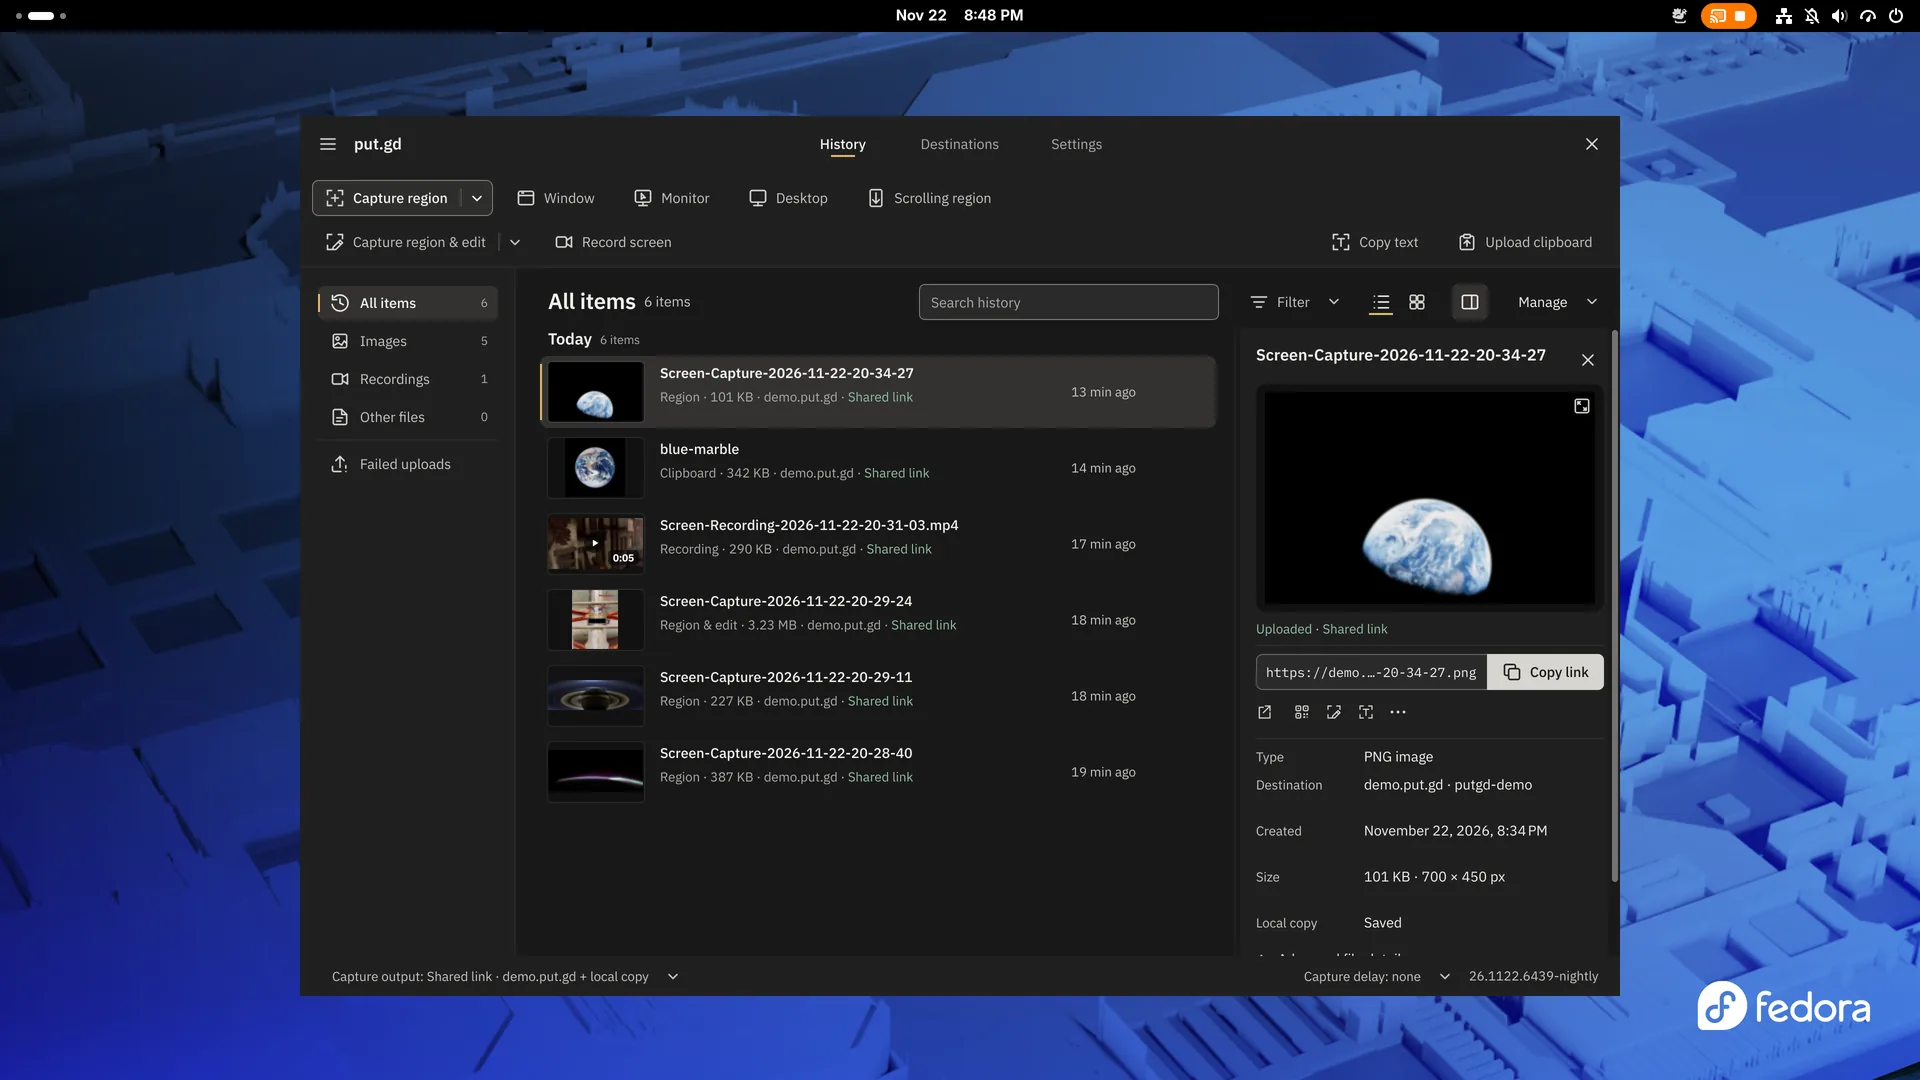 Nov 22 8:48 PM
put.gd
History
Destinations
Settings
Capture region
Window
Monitor
Desktop
Scrolling region
Capture region & edit
Record screen
Copy text
Upload clipboard
All items 6
Images 5
Recordings 1
Other files 0
Failed uploads
All items 6 items
Search history
Filter
Manage
Today 6 items
Screen-Capture-2026-11-22-20-34-27
Region · 101 KB · demo.put.gd · Shared link
13 min ago
blue-marble
Clipboard · 342 KB · demo.put.gd · Shared link
14 min ago
0:05
Screen-Recording-2026-11-22-20-31-03.mp4
Recording · 290 KB · demo.put.gd · Shared link
17 min ago
Screen-Capture-2026-11-22-20-29-24
Region & edit · 3.23 MB · demo.put.gd · Shared link
18 min ago
Screen-Capture-2026-11-22-20-29-11
Region · 227 KB · demo.put.gd · Shared link
18 min ago
Screen-Capture-2026-11-22-20-28-40
Region · 387 KB · demo.put.gd · Shared link
19 min ago
Screen-Capture-2026-11-22-20-34-27
Uploaded · Shared link
https://demo.…-20-34-27.png
Copy link
Type PNG image
Destination demo.put.gd · putgd-demo
Created November 22, 2026, 8:34 PM
Size 101 KB · 700 × 450 px
Local copy Saved
Capture output: Shared link · demo.put.gd + local copy
Capture delay: none
26.1122.6439-nightly
fedora